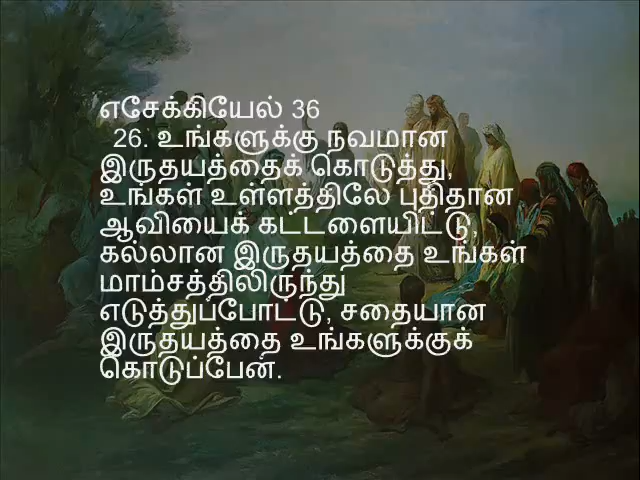 எசேக்கியேல் 36
26. உங்களுக்கு நவமான
இருதயத்தைக் கொடுத்து,
உங்கள் உள்ளத்திலே புதிதான
ஆவியைக் கட்டளையிட்டு,
கல்லான இருதயத்தை உங்கள்
மாம்சத்திலிருந்து
எடுத்துப்போட்டு, சதையான
இருதயத்தை உங்களுக்குக்
கொடுப்பேன்.